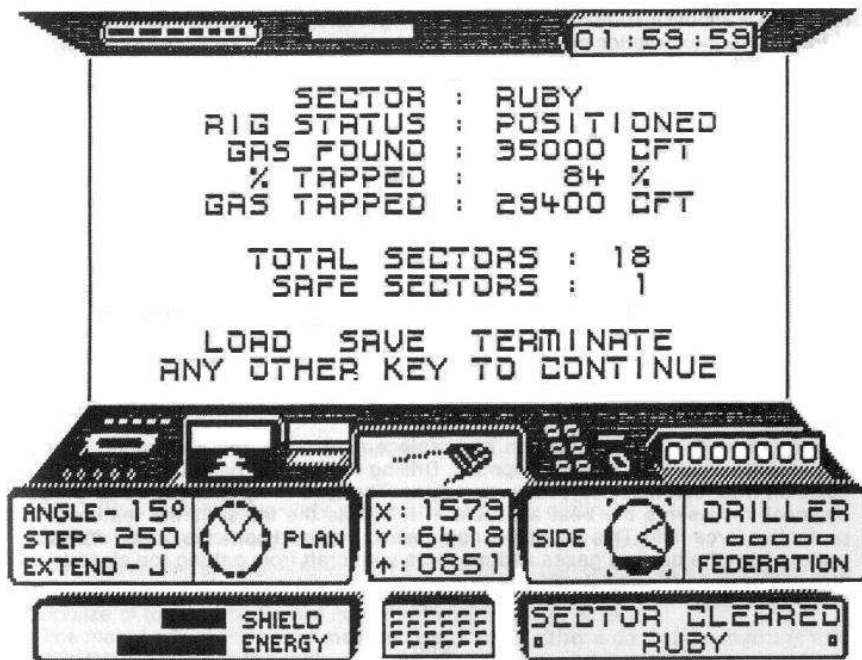 01:59:59
SECTOR : RUBY
RIG STATUS : POSITIONED
GAS FOUND : 35000 CFT
% TAPPED : 84 %
GAS TAPPED : 29400 CFT
TOTAL SECTORS : 18
SAFE SECTORS : 1
LOAD SAVE TERMINATE
ANY OTHER KEY TO CONTINUE
0000000
ANGLE 15°
STEP-250
EXTEND-J
PLAN
X:1573
Y:6418
↑:0858
SIDE
DRILLER
-----
FEDERATION
SHIELD
ENERGY
SECTOR CLEARED
RUBY